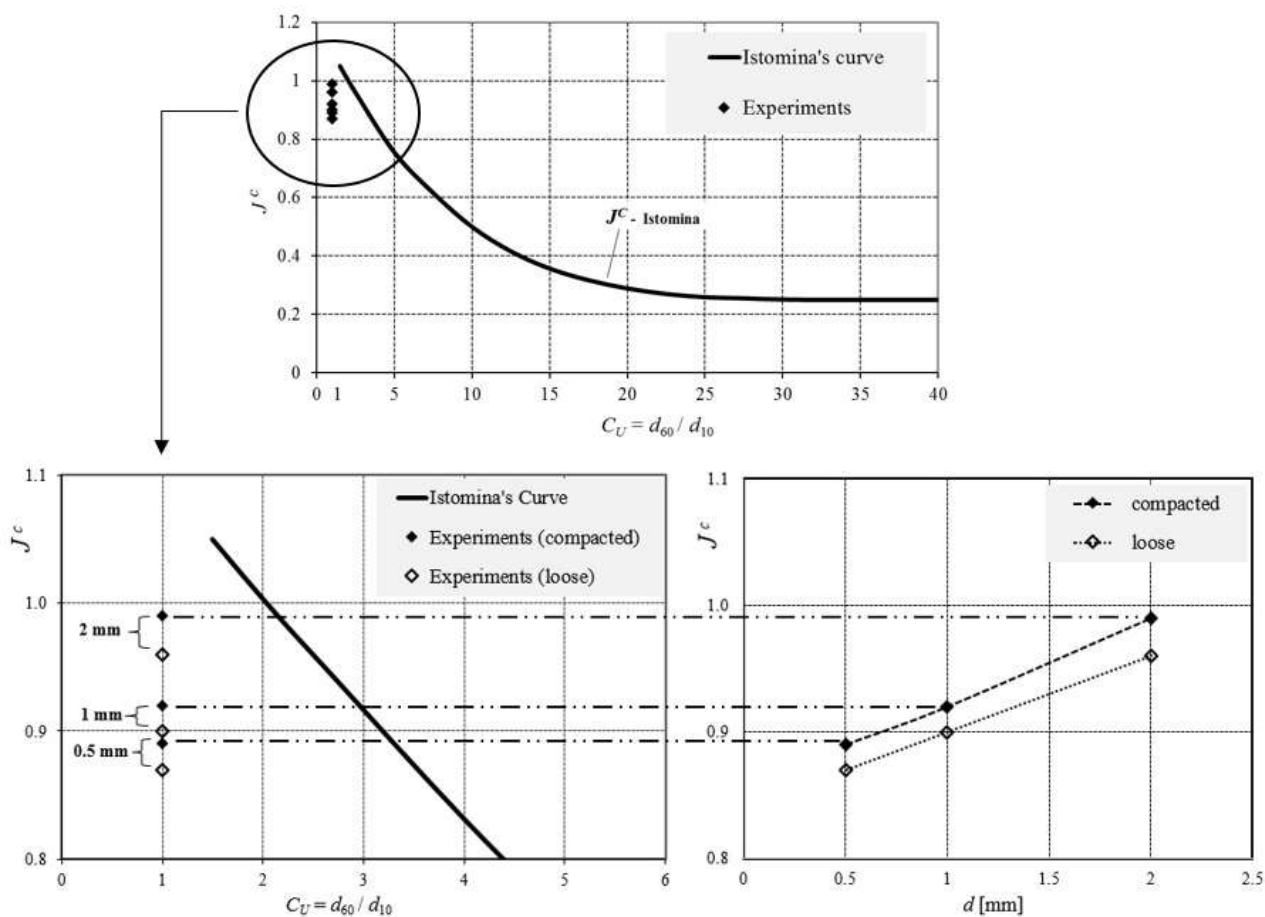 1.2
1
0.8
0.6
0.4
0.2
0
J^c
Istomina's curve
Experiments
J^C - Istomina
0 1 5 10 15 20 25 30 35 40
C_U = d_60 / d_10
1.1
1.0
0.9
0.8
J^c
Istomina's Curve
Experiments (compacted)
Experiments (loose)
2 mm
1 mm
0.5 mm
0 1 2 3 4 5 6
C_U = d_60 / d_10
1.1
1.0
0.9
0.8
J^c
compacted
loose
0 0.5 1 1.5 2 2.5
d [mm]